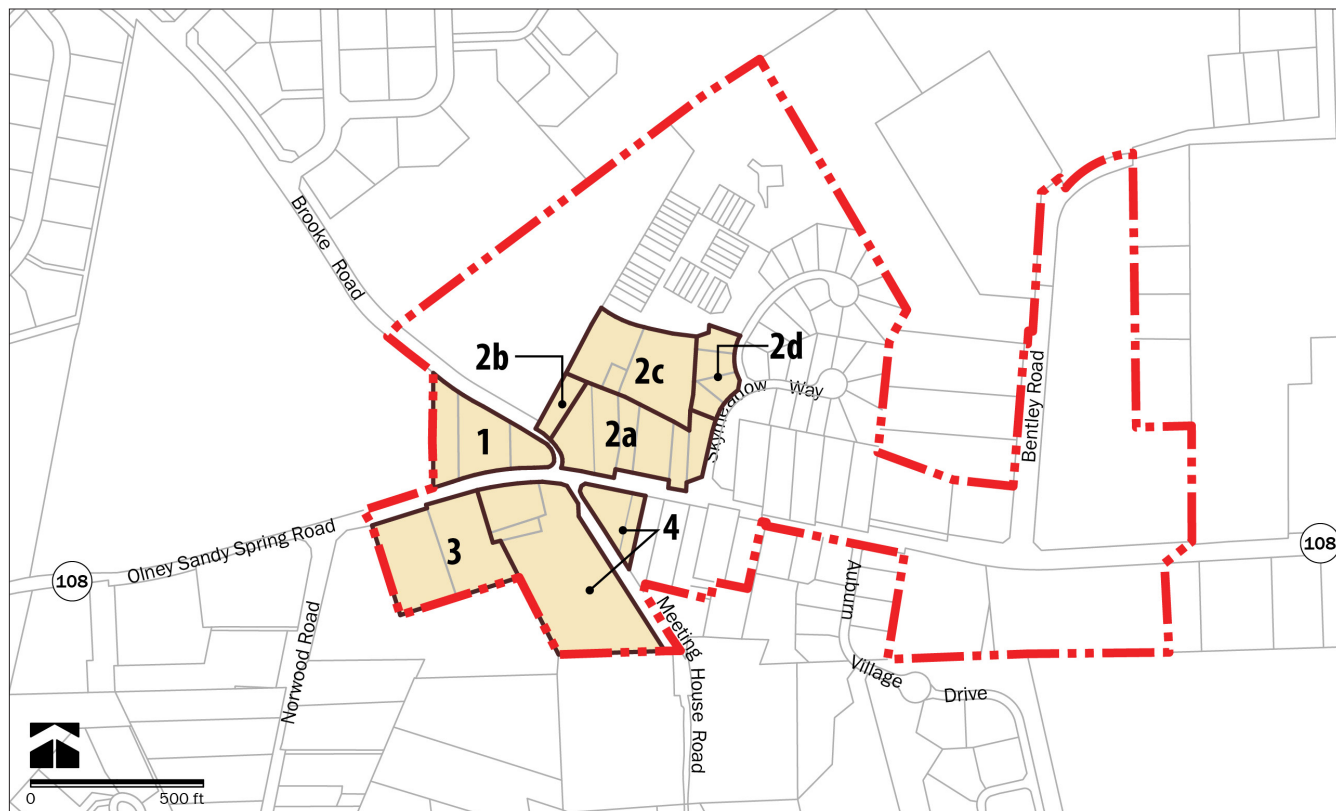 Brooke Road
2b
2c
2d
Skymeadow Way
2a
1
Bentley Road
3
4
Olney Sandy Spring Road
108
108
Norwood Road
Meeting House Road
Auburn Village Drive
0 500 ft